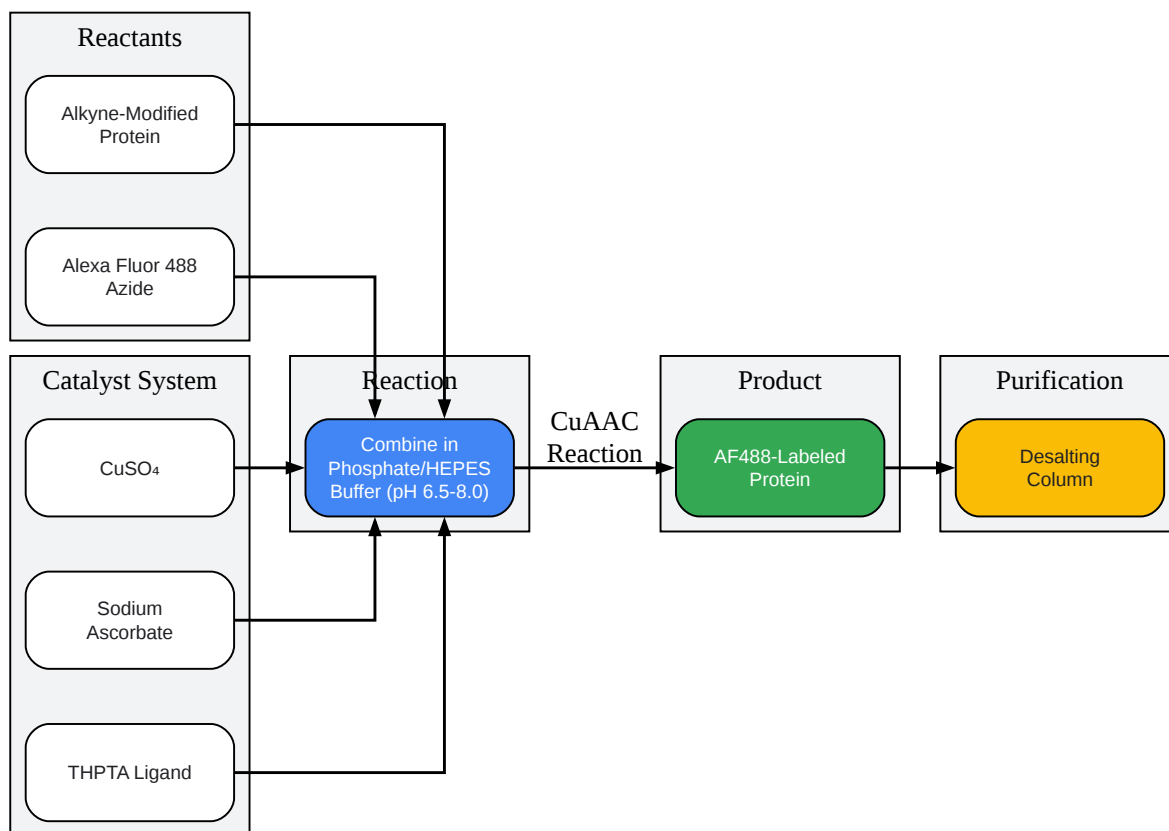 Reactants
Alkyne-Modified
Protein
Alexa Fluor 488
Azide
Catalyst System
CuSO₄
Sodium
Ascorbate
THPTA Ligand
Reaction
Combine in
Phosphate/HEPES
Buffer (pH 6.5-8.0)
CuAAC
Reaction
Product
AF488-Labeled
Protein
Purification
Desalting
Column